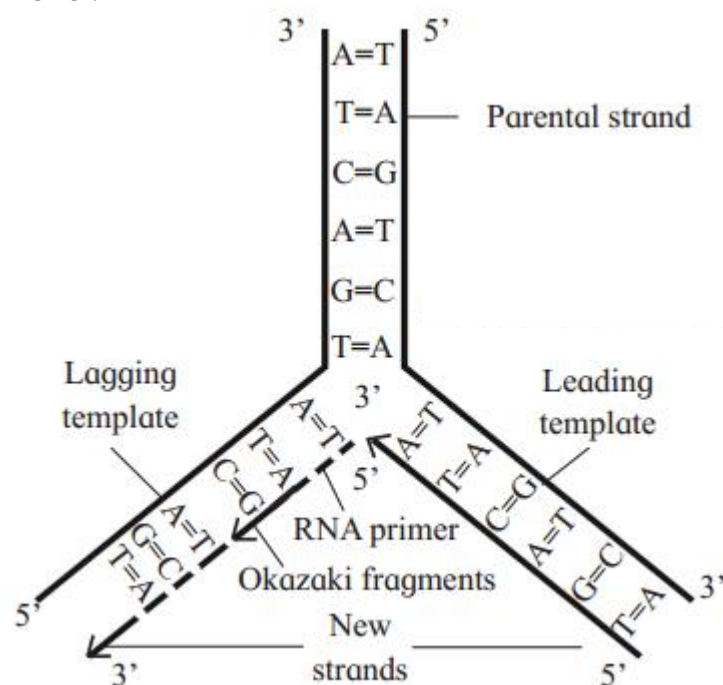 3’ 5’
A=T
T=A
Parental strand
C=G
A=T
G=C
T=A
Lagging
template
3’
Leading
template
A=T
T=A
C=G
A=T
G=C
T=A
5’
A=T
T=A
C=G
A=T
G=C
T=A
RNA primer
Okazaki fragments
5’
3’
New
strands
3’
5’